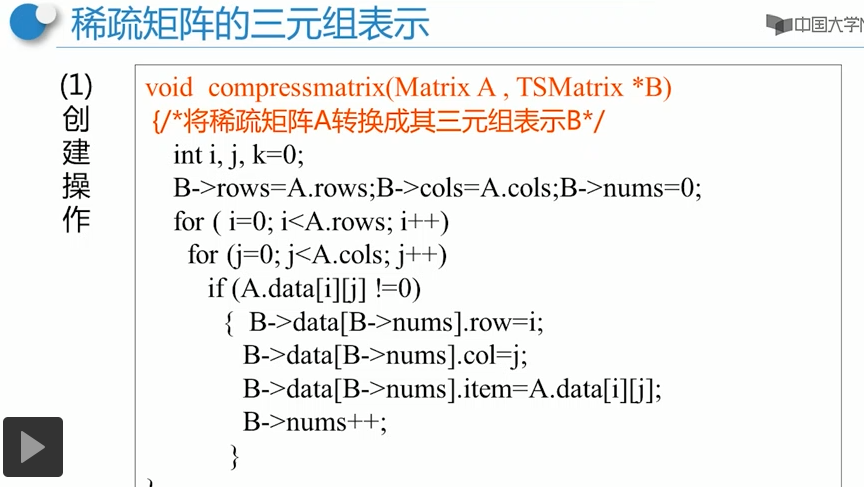 稀疏矩阵的三元组表示
中国大学
(1)
创
建
操
作
void compressmatrix(Matrix A , TSMatrix *B)
{/*将稀疏矩阵A转换成其三元组表示B*/
int i, j, k=0;
B->rows=A.rows;B->cols=A.cols;B->nums=0;
for ( i=0; i<A.rows; i++)
for (j=0; j<A.cols; j++)
if (A.data[i][j] !=0)
{ B->data[B->nums].row=i;
B->data[B->nums].col=j;
B->data[B->nums].item=A.data[i][j];
B->nums++;
}